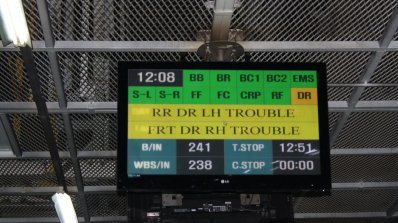 12:08 BB BR BC1 BC2 EMS
S-L S-R FF FC CRP RF DR
RR DR LH TROUBLE
FRT DR RH TROUBLE
B/IN 241 T.STOP 12:51
WBS/IN 238 C.STOP 00:00
LG